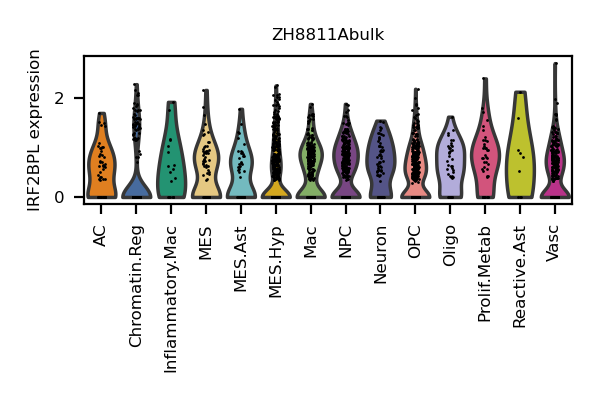 ZH8811Abulk
IRF2BPL expression
2
0
AC
Chromatin.Reg
Inflammatory.Mac
MES
MES.Ast
MES.Hyp
Mac
NPC
Neuron
OPC
Oligo
Prolif.Metab
Reactive.Ast
Vasc